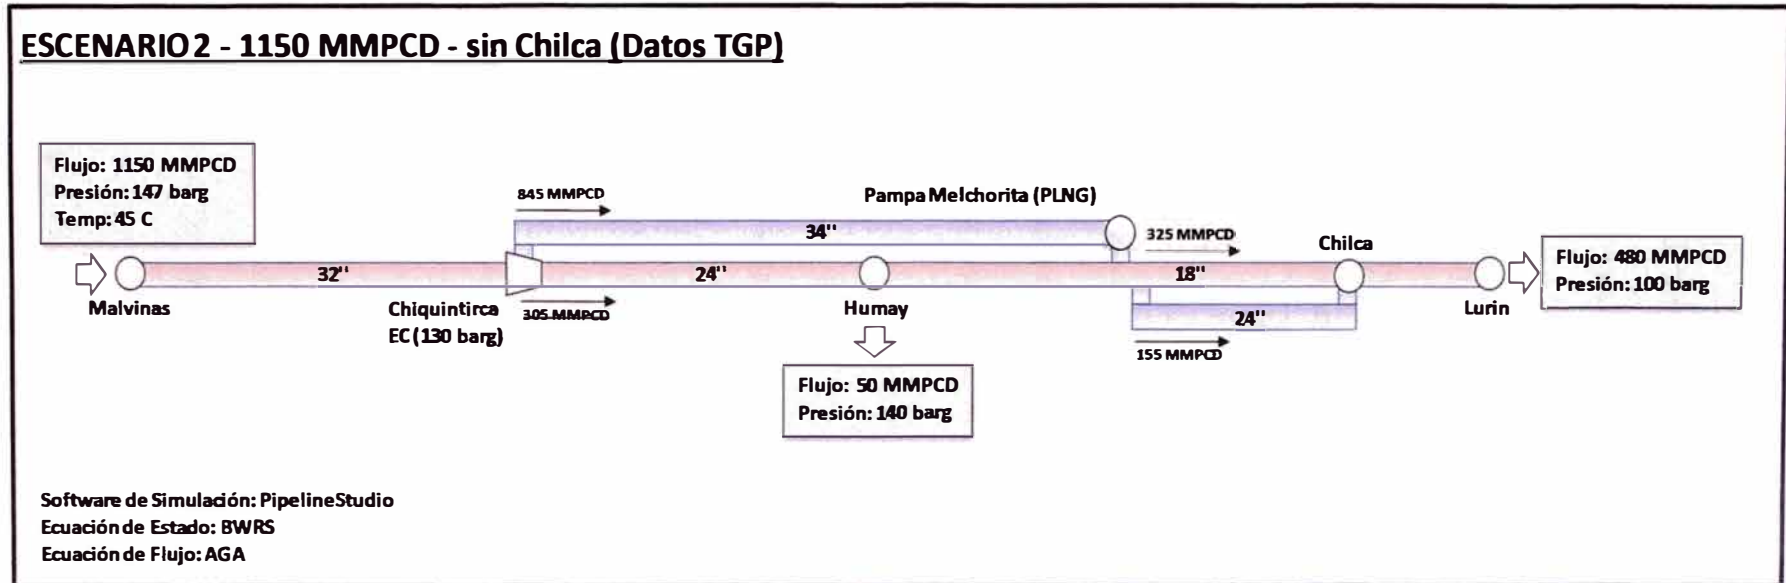 ESCENARIO 2 - 1150 MMPCD - sin Chilca (Datos TGP)
Flujo: 1150 MMPCD
Presión: 147 barg
Temp: 45 C
845 MMPCD
Pampa Melchorita (PLNG)
34"
325 MMPCD
Chilca
Flujo: 480 MMPCD
Presión: 100 barg
32"
24"
18"
Malvinas
Chiquintirca
EC (130 barg)
305 MMPCD
Humay
24"
Lurin
155 MMPCD
Flujo: 50 MMPCD
Presión: 140 barg
Software de Simulación: PipelineStudio
Ecuación de Estado: BWRS
Ecuación de Flujo: AGA